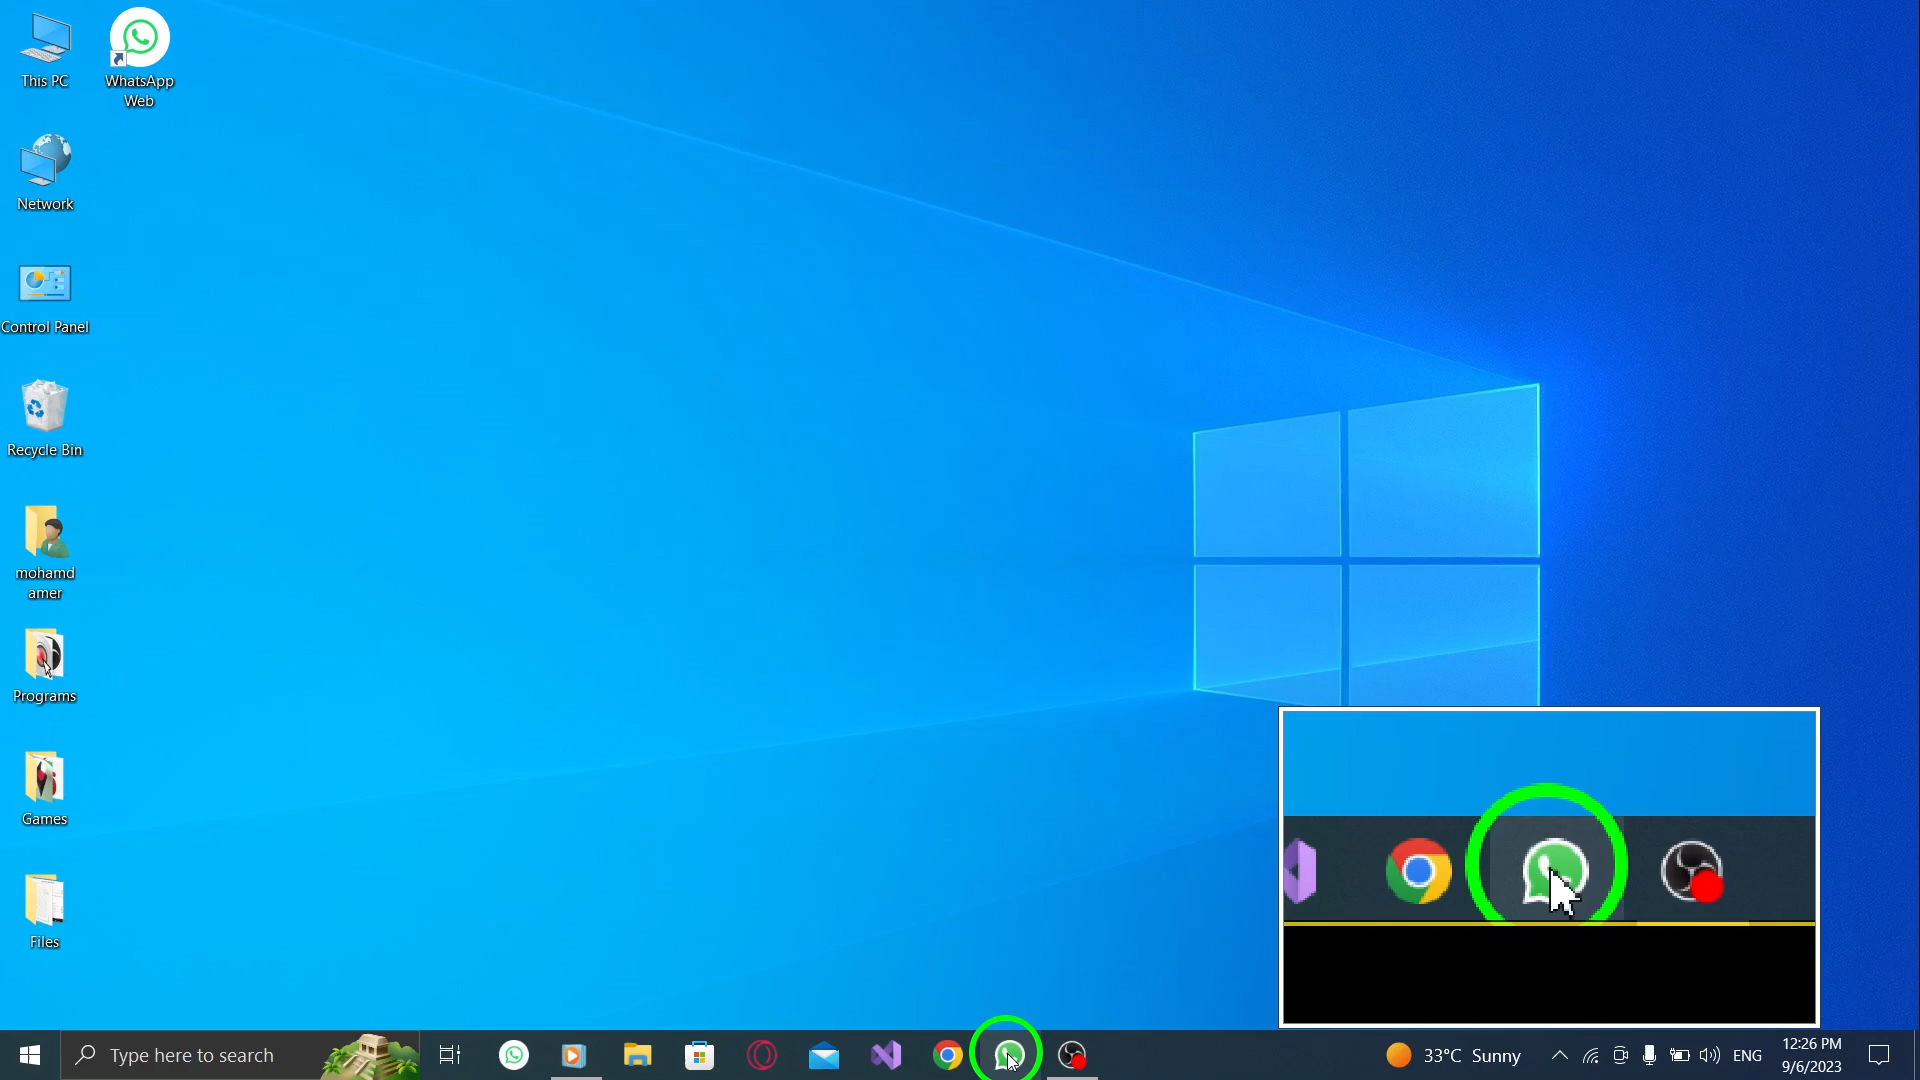 This PC
WhatsApp
Web
Network
Control Panel
Recycle Bin
mohamd
amer
Programs
Games
Files
Type here to search
33°C Sunny
ENG
12:26 PM
9/6/2023